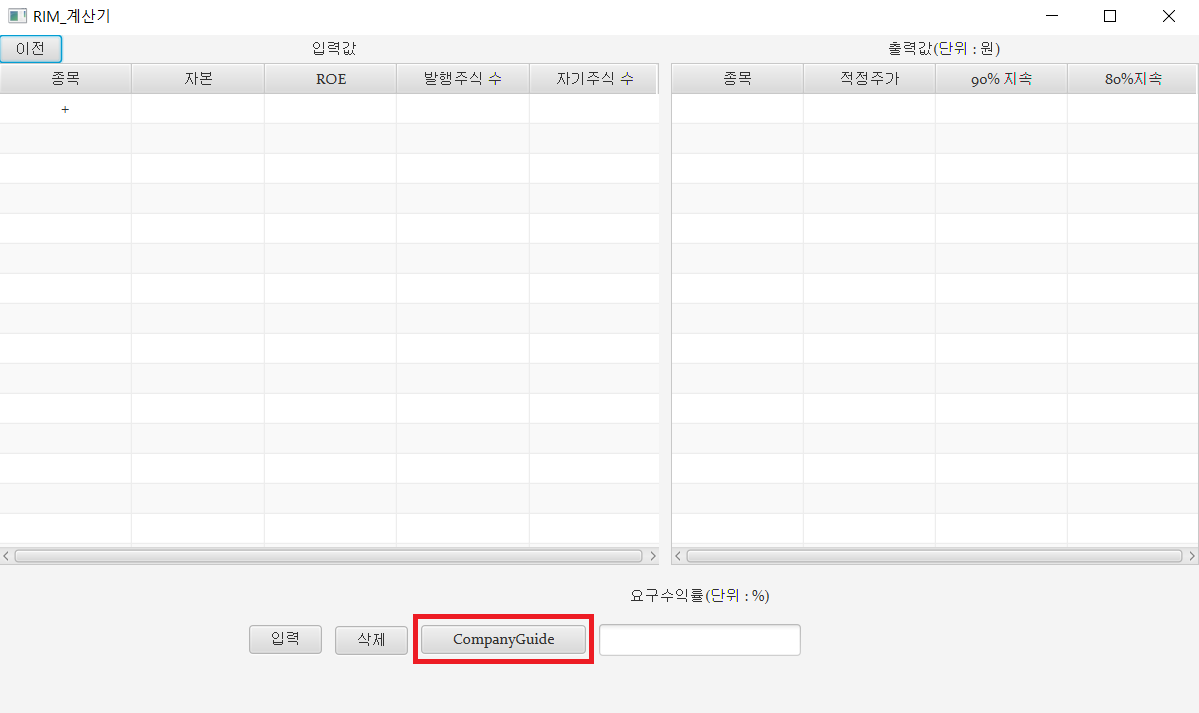 RIM_계산기
이전 입력값 출력값(단위 : 원)
종목 자본 ROE 발행주식 수 자기주식 수 종목 적정주가 90% 지속 80%지속
+
요구수익률(단위 : %)
입력 삭제 CompanyGuide